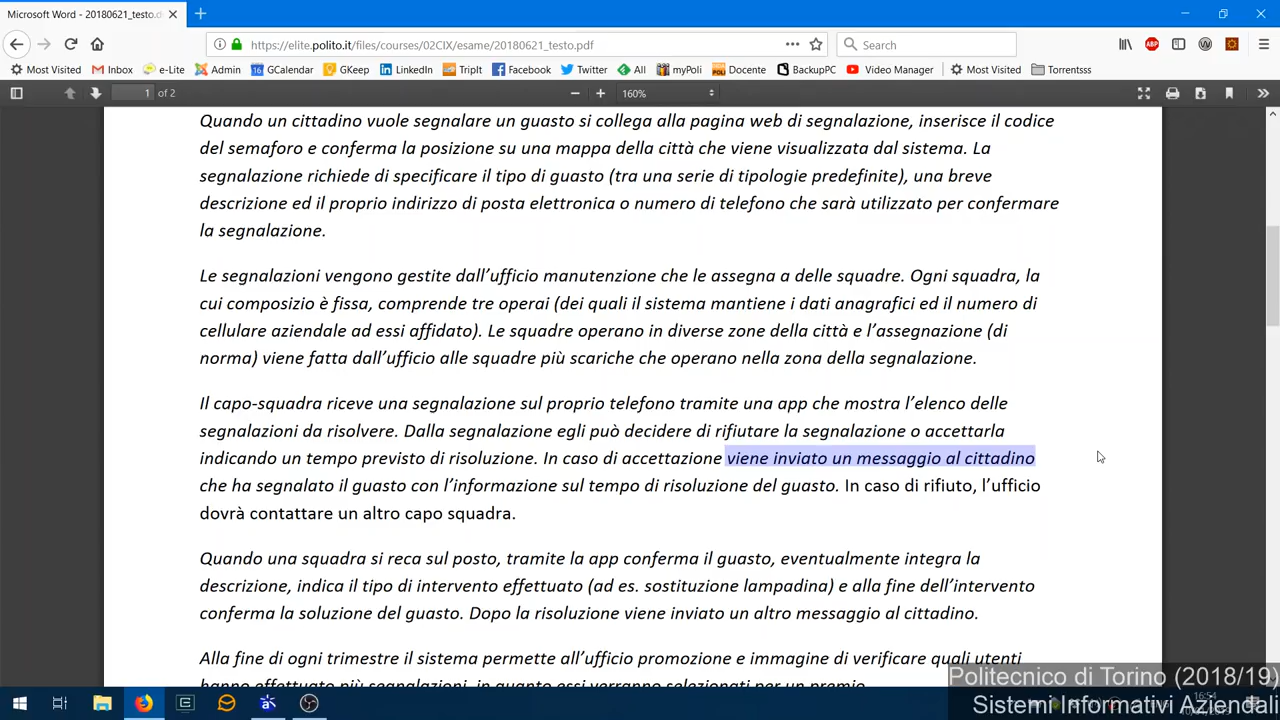 Microsoft Word - 20180621_testo.d
https://elite.polito.it/files/courses/02CIX/esame/20180621_testo.pdf
Search
Most Visited
Inbox
e-Lite
Admin
GCalendar
GKeep
LinkedIn
TripIt
Facebook
Twitter
All
myPoli
Docente
BackupPC
Video Manager
Most Visited
Torrentsss
1 of 2
160%
Quando un cittadino vuole segnalare un guasto si collega alla pagina web di segnalazione, inserisce il codice
del semaforo e conferma la posizione su una mappa della città che viene visualizzata dal sistema. La
segnalazione richiede di specificare il tipo di guasto (tra una serie di tipologie predefinite), una breve
descrizione ed il proprio indirizzo di posta elettronica o numero di telefono che sarà utilizzato per confermare
la segnalazione.
Le segnalazioni vengono gestite dall'ufficio manutenzione che le assegna a delle squadre. Ogni squadra, la
cui composizio è fissa, comprende tre operai (dei quali il sistema mantiene i dati anagrafici ed il numero di
cellulare aziendale ad essi affidato). Le squadre operano in diverse zone della città e l'assegnazione (di
norma) viene fatta dall'ufficio alle squadre più scariche che operano nella zona della segnalazione.
Il capo-squadra riceve una segnalazione sul proprio telefono tramite una app che mostra l'elenco delle
segnalazioni da risolvere. Dalla segnalazione egli può decidere di rifiutare la segnalazione o accettarla
indicando un tempo previsto di risoluzione. In caso di accettazione viene inviato un messaggio al cittadino
che ha segnalato il guasto con l'informazione sul tempo di risoluzione del guasto. In caso di rifiuto, l'ufficio
dovrà contattare un altro capo squadra.
Quando una squadra si reca sul posto, tramite la app conferma il guasto, eventualmente integra la
descrizione, indica il tipo di intervento effettuato (ad es. sostituzione lampadina) e alla fine dell'intervento
conferma la soluzione del guasto. Dopo la risoluzione viene inviato un altro messaggio al cittadino.
Alla fine di ogni trimestre il sistema permette all'ufficio promozione e immagine di verificare quali utenti
hanno effettuato più segnalazioni, in quanto essi verranno selezionati per un premio.
Politecnico di Torino (2018/19)
16:54
Sistemi Informativi Aziendali